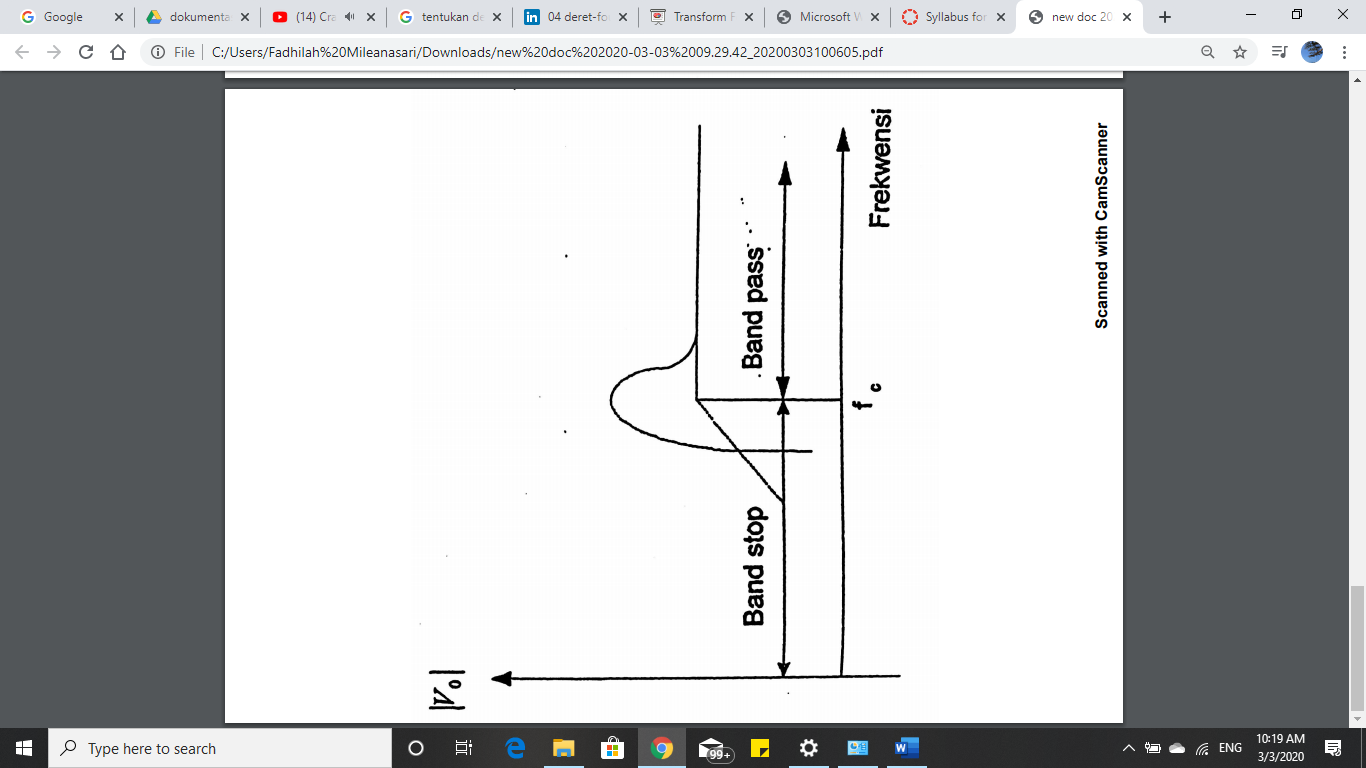 Google
dokumenta
(14) Cra
tentukan de
04 deret-fo
Transform F
Microsoft W
Syllabus for
new doc 20
File
C:/Users/Fadhilah%20Mileanasari/Downloads/new%20doc%202020-03-03%2009.29.42_20200303100605.pdf
|V₀|
Band stop
Band pass
f c
Frekwensi
Scanned with CamScanner
Type here to search
99+
ENG
10:19 AM
3/3/2020